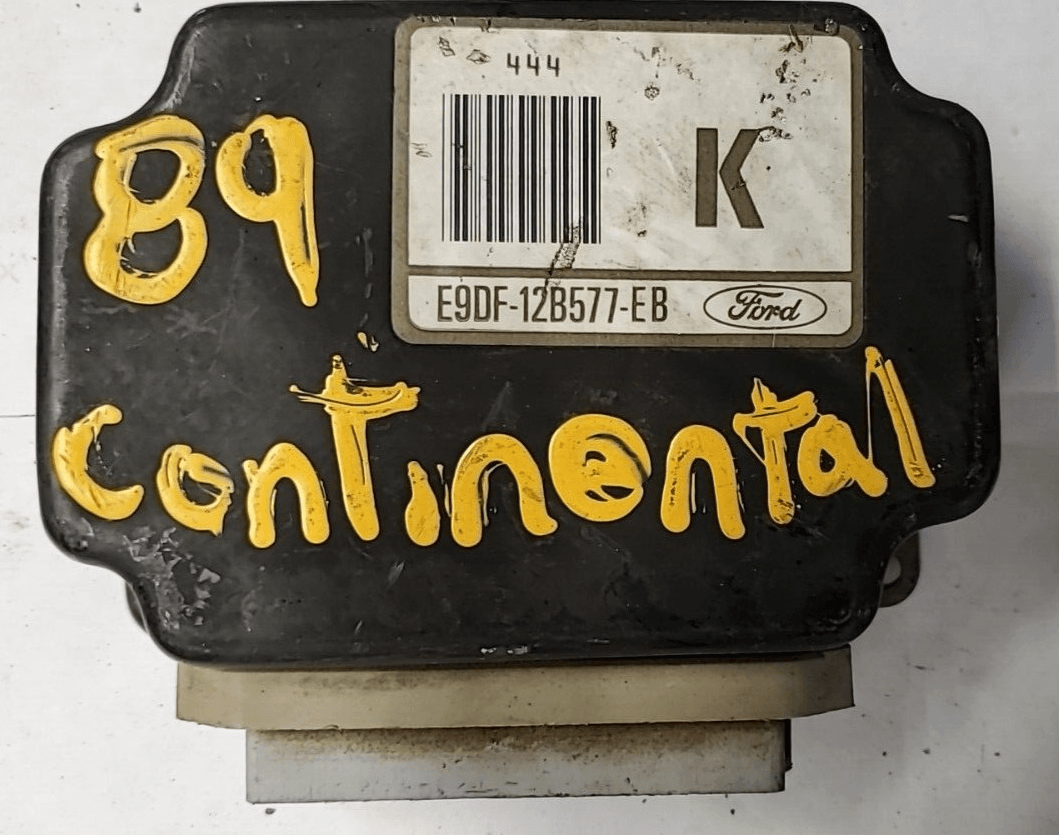 444
K
E9DF-12B577-EB Ford
89
continental